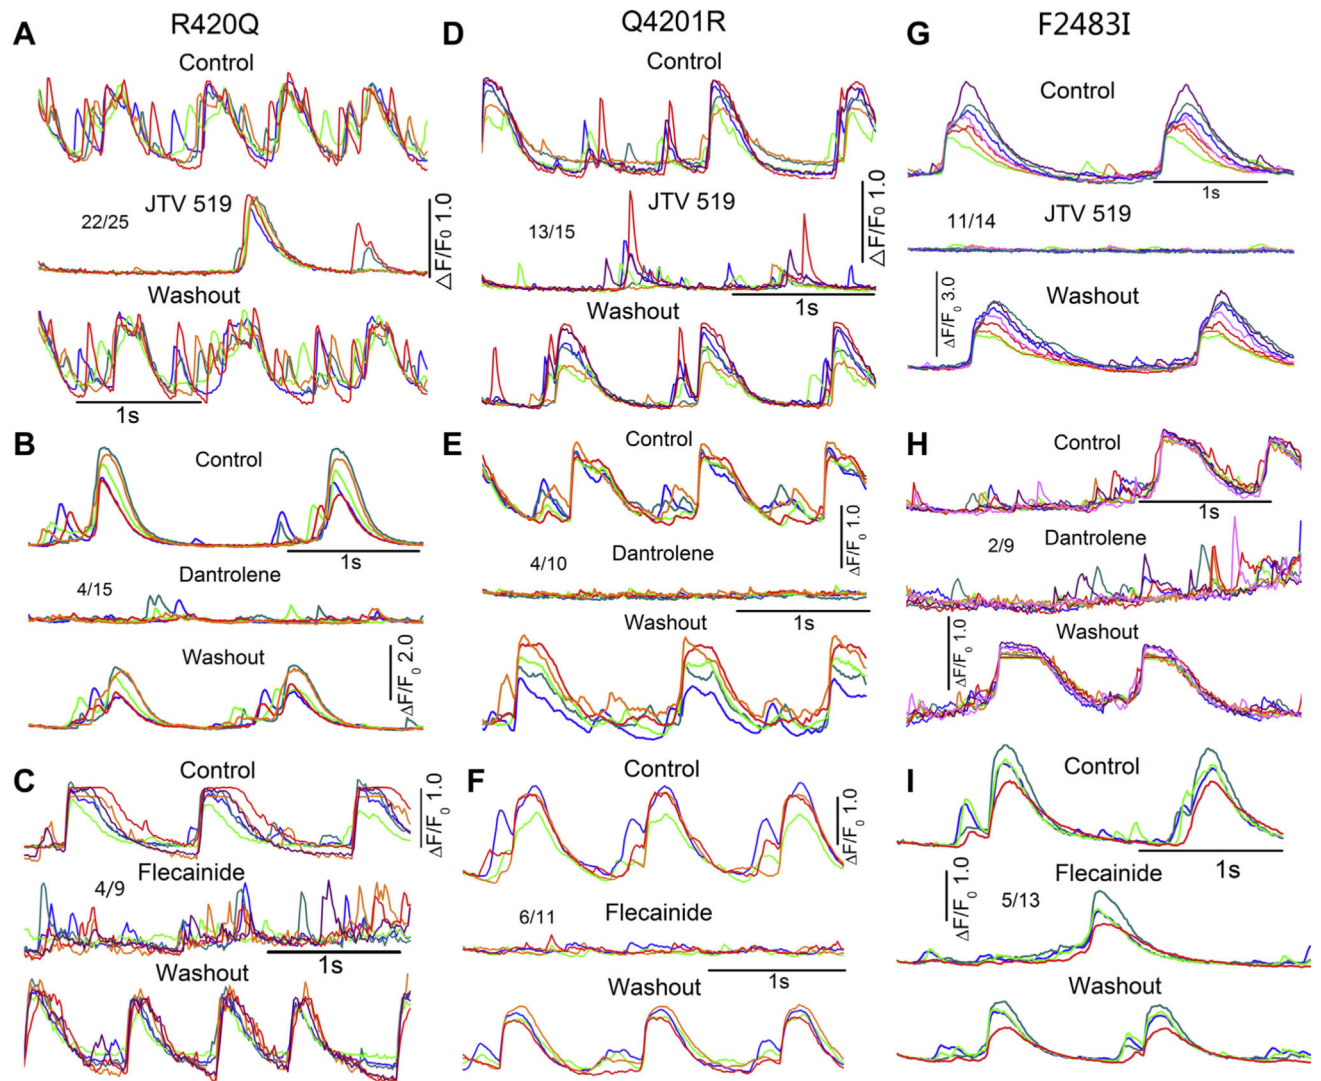 R420Q
Q4201R
F2483I
A
Control
JTV 519
22/25
ΔF/F₀ 1.0
Washout
1s
D
Control
JTV 519
13/15
ΔF/F₀ 1.0
1s
Washout
G
Control
1s
JTV 519
11/14
ΔF/F₀ 3.0
Washout
B
Control
1s
Dantrolene
4/15
Washout
ΔF/F₀ 2.0
E
Control
ΔF/F₀ 1.0
Dantrolene
4/10
1s
Washout
H
Control
1s
Dantrolene
2/9
Washout
ΔF/F₀ 1.0
C
Control
ΔF/F₀ 1.0
Flecainide
4/9
1s
Washout
F
Control
ΔF/F₀ 1.0
Flecainide
6/11
1s
Washout
I
Control
1s
Flecainide
ΔF/F₀ 1.0
5/13
Washout